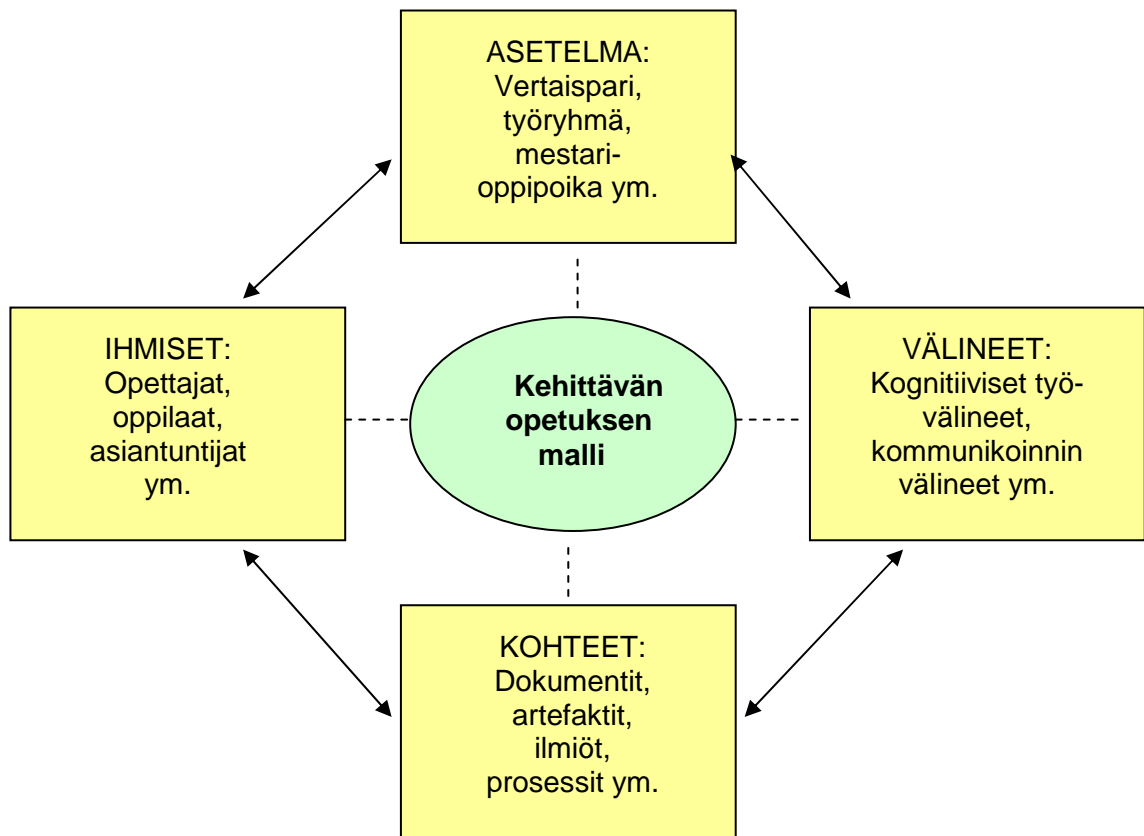 ASETELMA:
Vertaispari,
työryhmä,
mestari-
oppipoika ym.
IHMISET:
Opettajat,
oppilaat,
asiantuntijat
ym.
Kehittävän
opetuksen
malli
VÄLINEET:
Kognitiiviset työ-
välineet,
kommunikoinnin
välineet ym.
KOHTEET:
Dokumentit,
artefaktit,
ilmiöt,
prosessit ym.